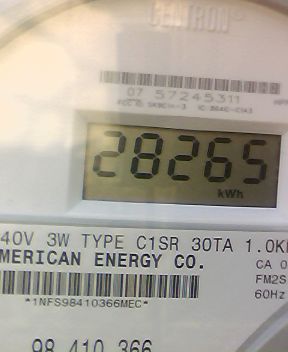 CENTRON
07 57245311
28265
kWh
40V 3W TYPE C1SR 30TA 1.0K
MERICAN ENERGY CO.
CA 0
FM2S
*1NFS98410366MEC*
60Hz
98 410 366